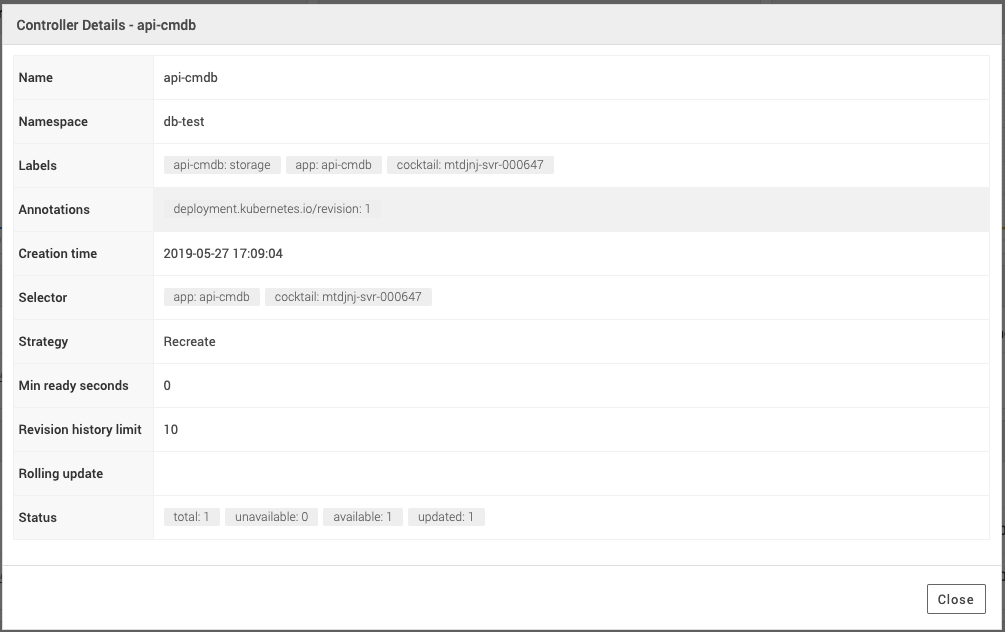 Controller Details - api-cmdb
Name api-cmdb
Namespace db-test
Labels api-cmdb: storage app: api-cmdb cocktail: mtdjnj-svr-000647
Annotations deployment.kubernetes.io/revision: 1
Creation time 2019-05-27 17:09:04
Selector app: api-cmdb cocktail: mtdjnj-svr-000647
Strategy Recreate
Min ready seconds 0
Revision history limit 10
Rolling update
Status total: 1 unavailable: 0 available: 1 updated: 1
Close